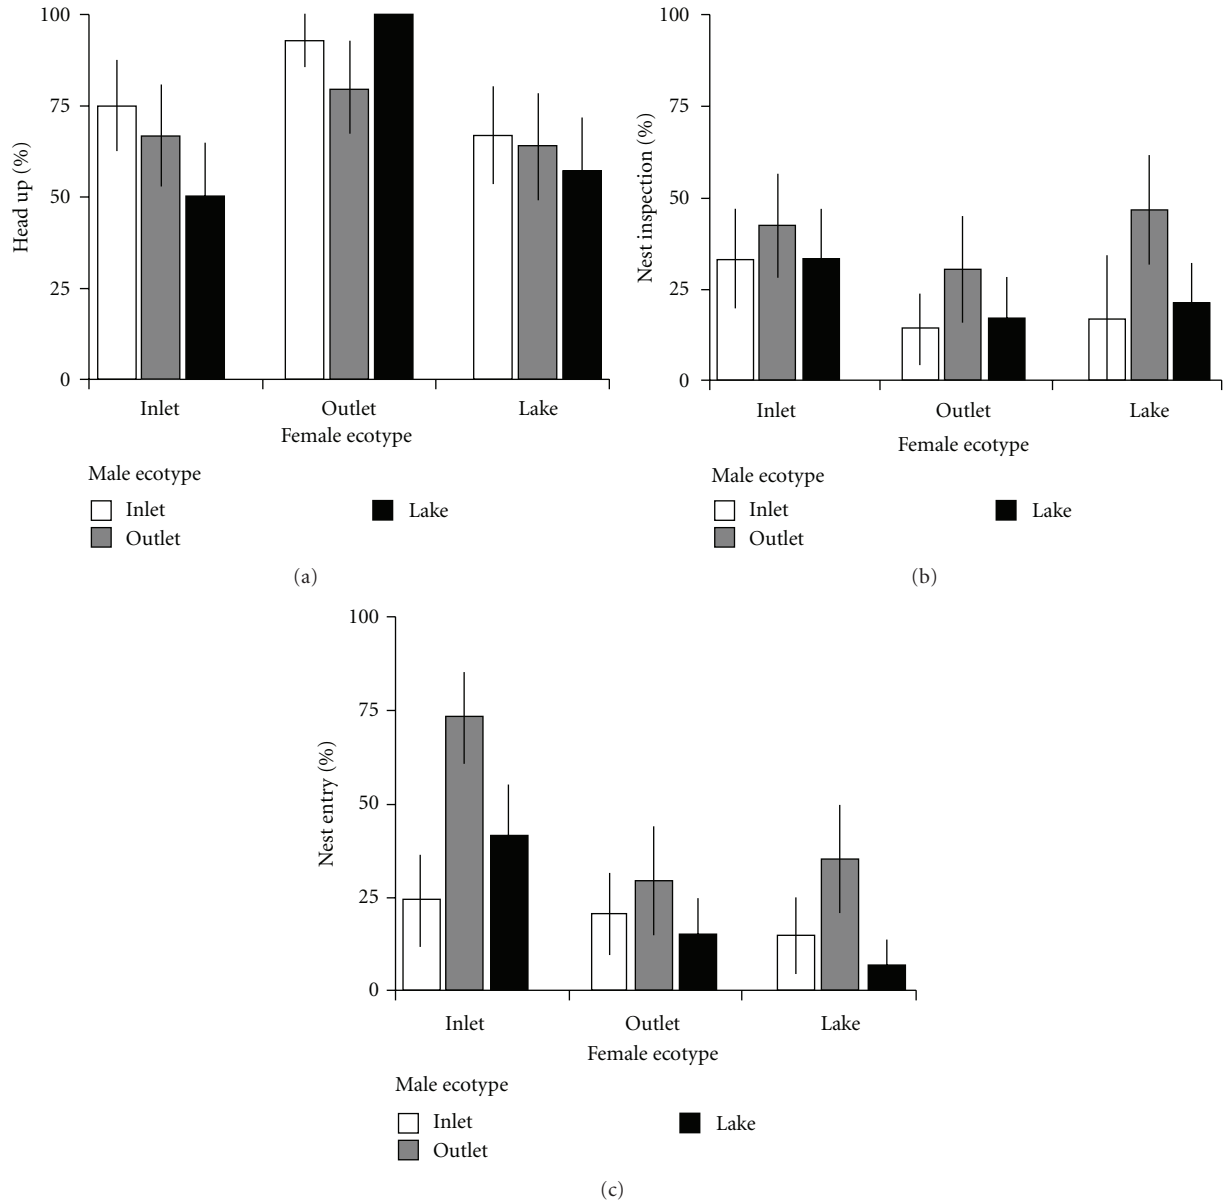 100
75
50
25
0
Head up (%)
Inlet
Outlet
Lake
Female ecotype
Male ecotype
Inlet
Lake
Outlet
(a)
100
75
50
25
0
Nest inspection (%)
Inlet
Outlet
Lake
Female ecotype
Male ecotype
Inlet
Lake
Outlet
(b)
100
75
50
25
0
Nest entry (%)
Inlet
Outlet
Lake
Female ecotype
Male ecotype
Inlet
Lake
Outlet
(c)